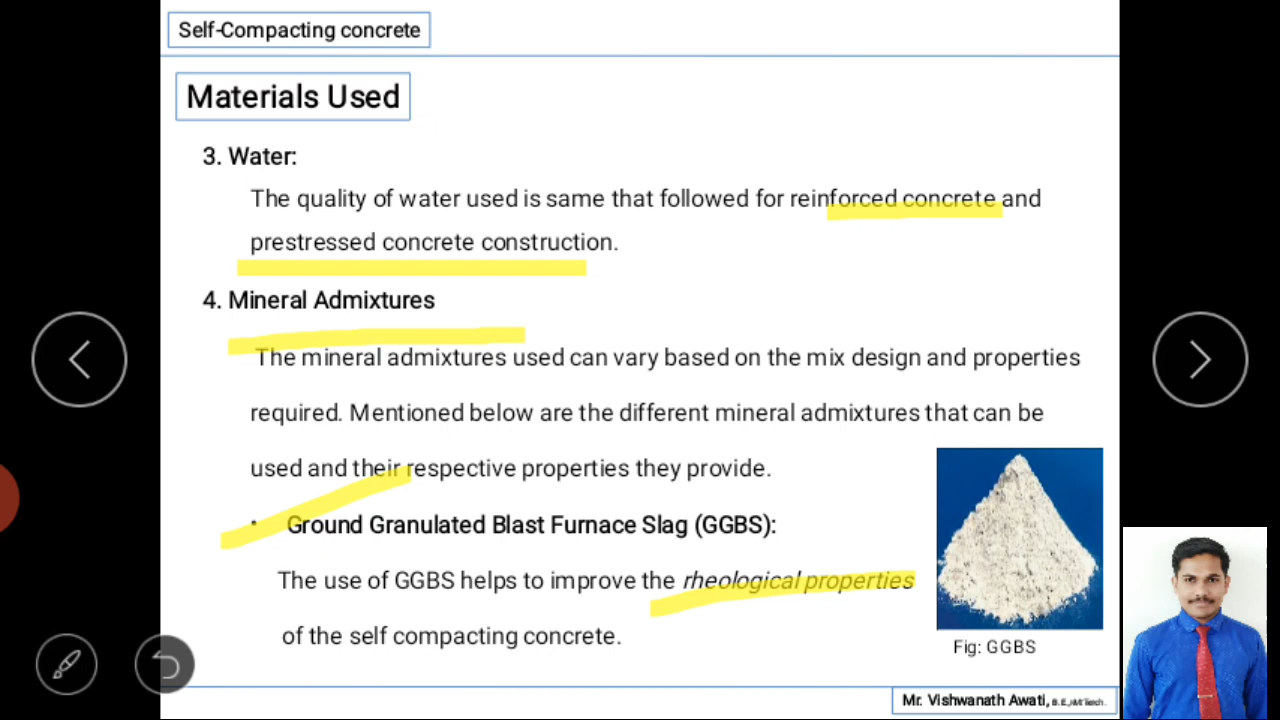 Self-Compacting concrete
Materials Used
3. Water:
The quality of water used is same that followed for reinforced concrete and
prestressed concrete construction.
4. Mineral Admixtures
The mineral admixtures used can vary based on the mix design and properties
required. Mentioned below are the different mineral admixtures that can be
used and their respective properties they provide.
• Ground Granulated Blast Furnace Slag (GGBS):
The use of GGBS helps to improve the rheological properties
of the self compacting concrete.
Fig: GGBS
Mr. Vishwanath Awati, B.E.,